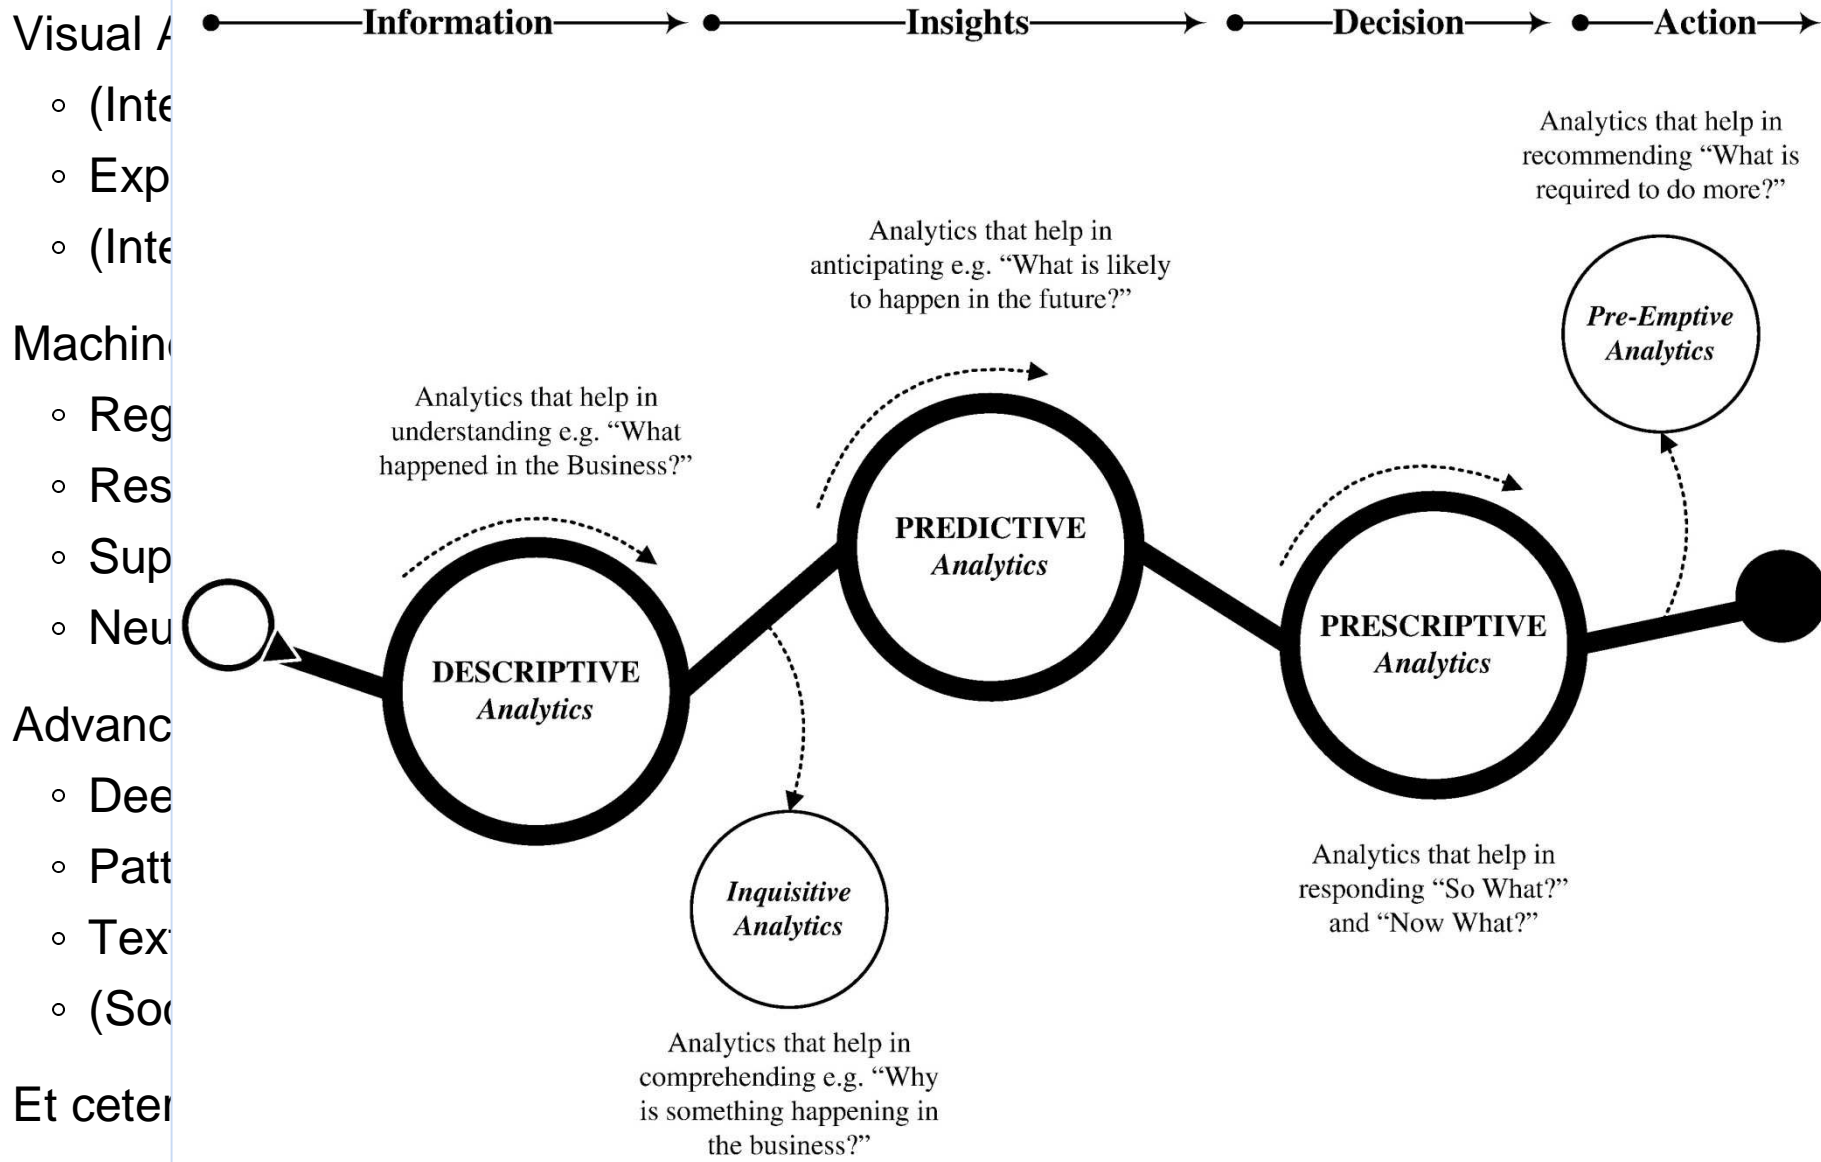 Visual
(Inte
Exp
(Inte
Machin
Reg
Res
Sup
Neu
Advanc
Dee
Patt
Tex
(Soc
Et ceter
Information
Insights
Decision
Action
Analytics that help in
understanding e.g. “What
happened in the Business?”
DESCRIPTIVE
Analytics
Inquisitive
Analytics
Analytics that help in
comprehending e.g. “Why
is something happening in
the business?”
Analytics that help in
anticipating e.g. “What is likely
to happen in the future?”
PREDICTIVE
Analytics
PRESCRIPTIVE
Analytics
Analytics that help in
responding “So What?”
and “Now What?”
Analytics that help in
recommending “What is
required to do more?”
Pre-Emptive
Analytics